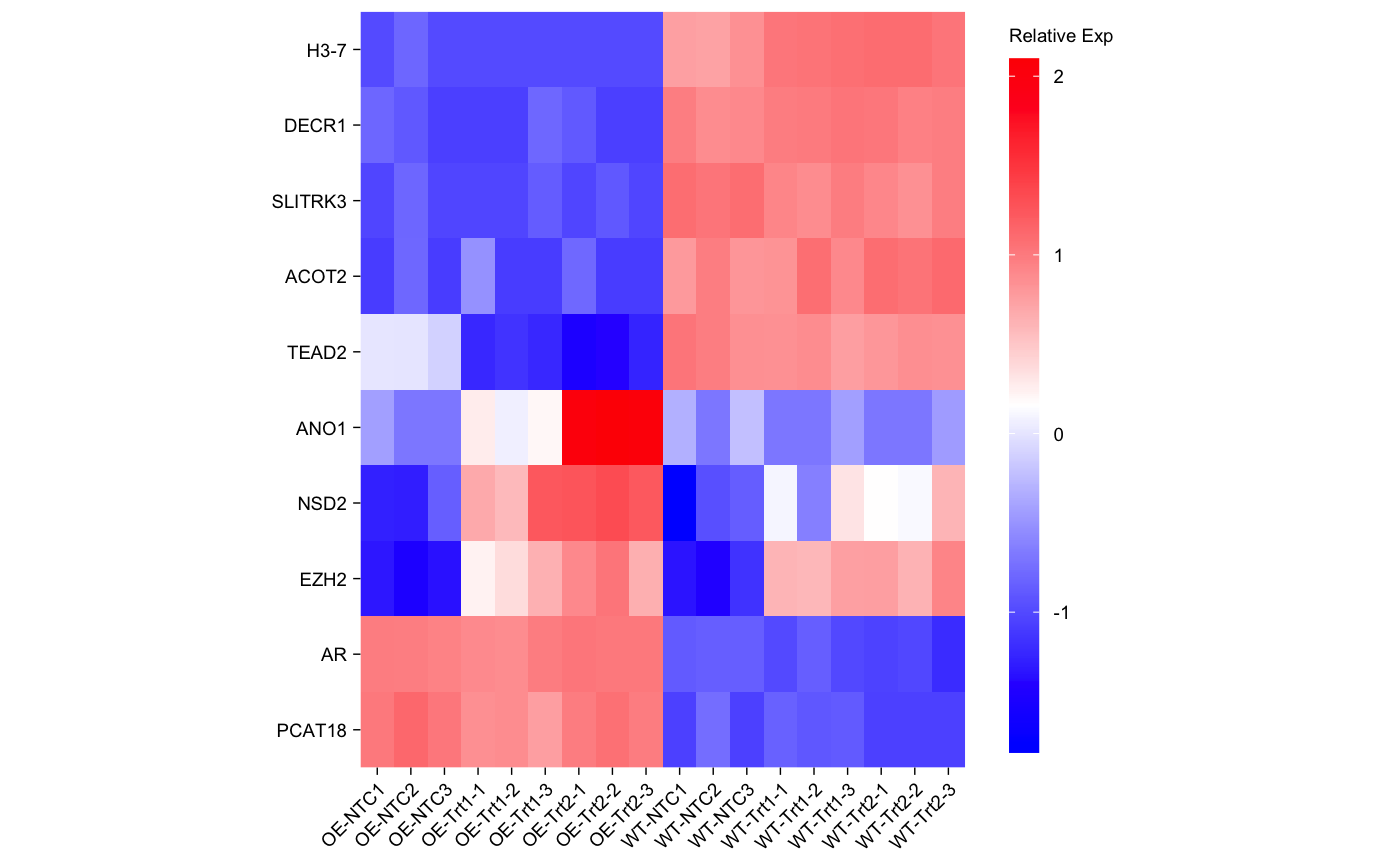 Relative Exp
H3-7
DECR1
SLITRK3
ACOT2
TEAD2
ANO1
NSD2
EZH2
AR
PCAT18
2
1
0
-1
OE-NTC1
OE-NTC2
OE-NTC3
OE-Trt1-1
OE-Trt1-2
OE-Trt1-3
OE-Trt2-1
OE-Trt2-2
OE-Trt2-3
WT-NTC1
WT-NTC2
WT-NTC3
WT-Trt1-1
WT-Trt1-2
WT-Trt1-3
WT-Trt2-1
WT-Trt2-2
WT-Trt2-3